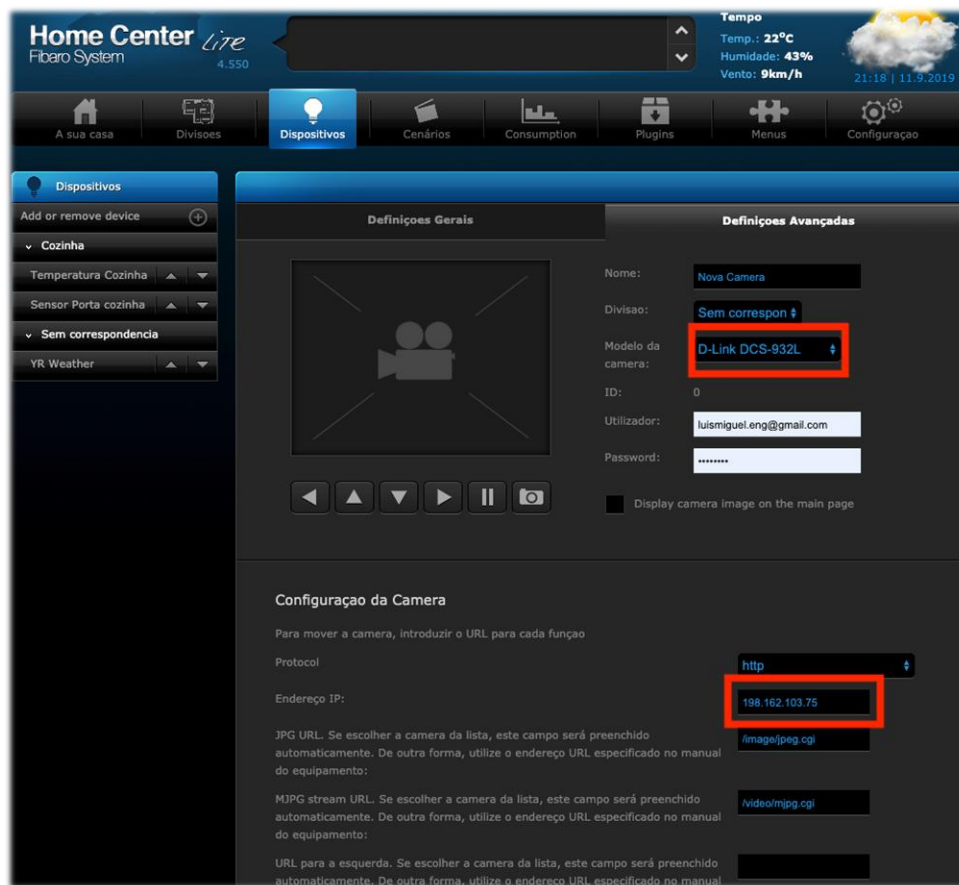 Home Center Lite
Fibaro System
4.550
Tempo
Temp.: 22ºC
Humidade: 43%
Vento: 9km/h
21:18 | 11.9.2019
A sua casa
Divisoes
Dispositivos
Cenários
Consumption
Plugins
Menus
Configuraçao
Dispositivos
Add or remove device
Cozinha
Temperatura Cozinha
Sensor Porta cozinha
Sem correspondencia
YR Weather
Definiçoes Gerais
Definiçoes Avançadas
Nome:
Nova Camera
Divisao:
Sem correspon
Modelo da
camera:
D-Link DCS-932L
ID:
0
Utilizador:
luismiguel.eng@gmail.com
Password:
Display camera image on the main page
Configuraçao da Camera
Para mover a camera, introduzir o URL para cada funçao
Protocol
http
Endereço IP:
198.162.103.75
JPG URL. Se escolher a camera da lista, este campo será preenchido
automaticamente. De outra forma, utilize o endereço URL especificado no manual
do equipamento:
/image/jpeg.cgi
MJPG stream URL. Se escolher a camera da lista, este campo será preenchido
automaticamente. De outra forma, utilize o endereço URL especificado no manual
do equipamento:
/video/mjpg.cgi
URL para a esquerda. Se escolher a camera da lista, este campo será preenchido
automaticamente. De outra forma, utilize o endereço URL especificado no manual